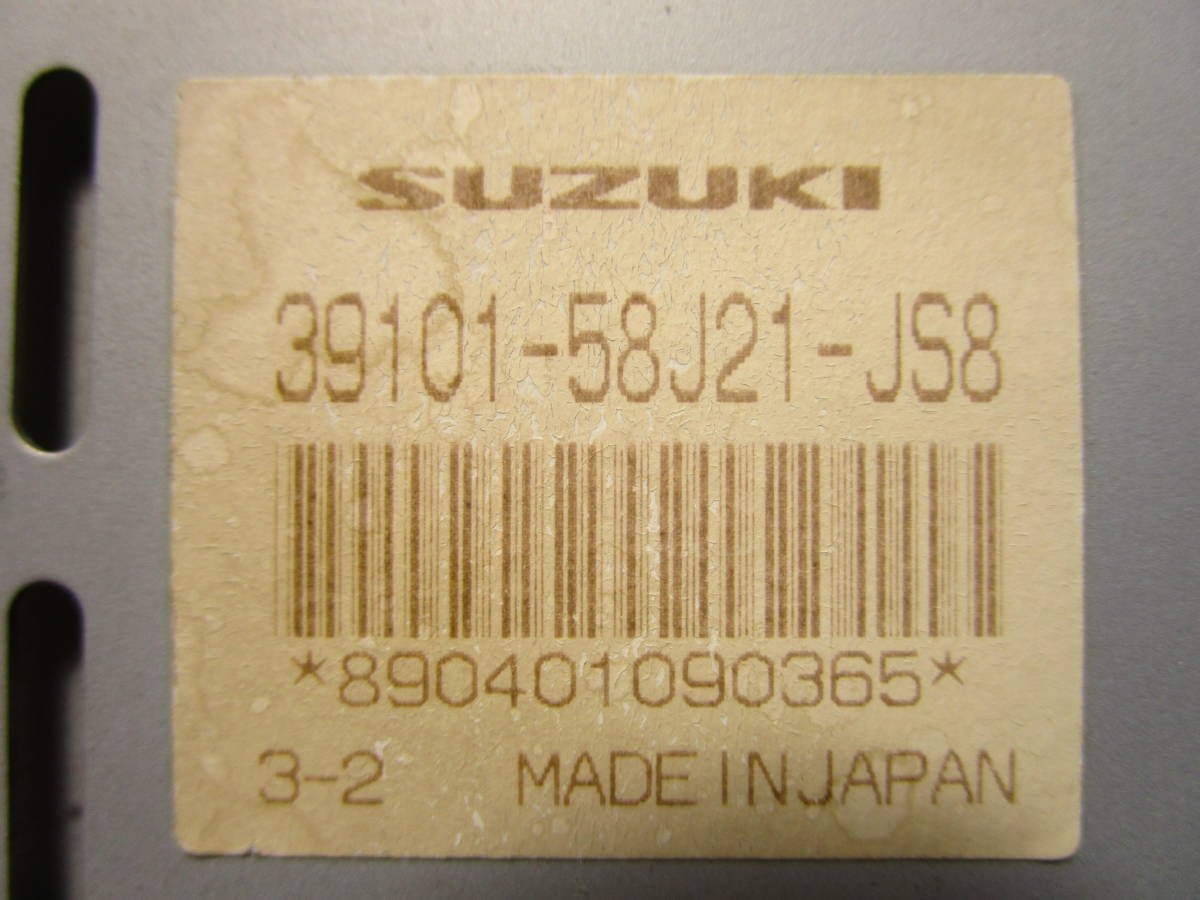 SUZUKI
39101-58J21-JS8
*890401090365*
3-2 MADE IN JAPAN